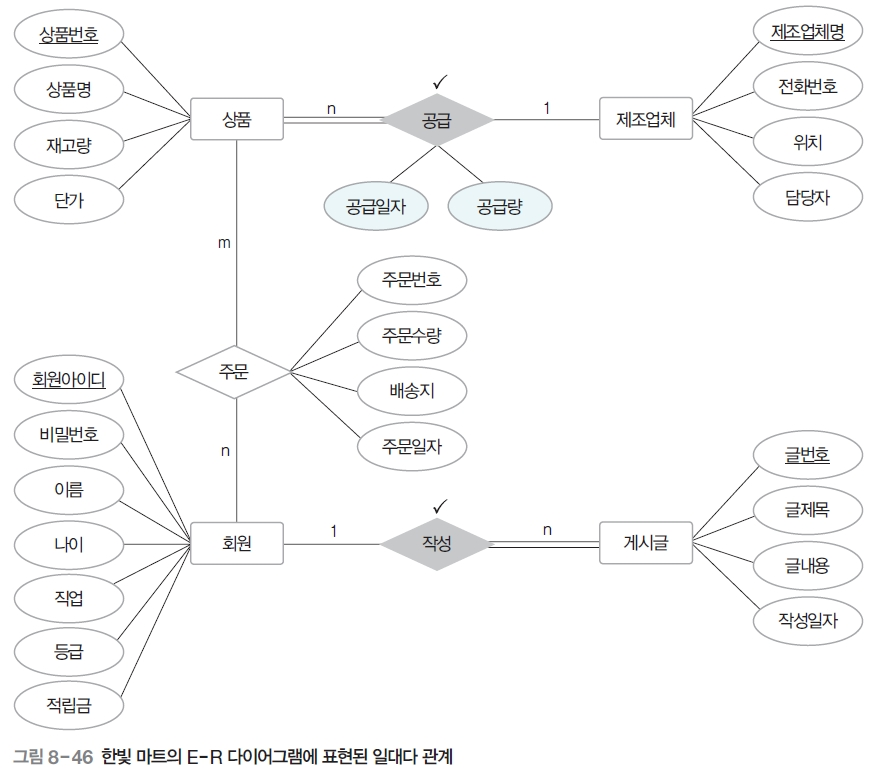 상품번호
상품명
재고량
단가
상품
n
공급
1
제조업체
제조업체명
전화번호
위치
담당자
공급일자
공급량
m
주문
주문번호
주문수량
배송지
주문일자
n
회원아이디
비밀번호
이름
나이
직업
등급
적립금
회원
1
작성
n
게시글
글번호
글제목
글내용
작성일자
그림 8-46 한빛 마트의 E-R 다이어그램에 표현된 일대다 관계